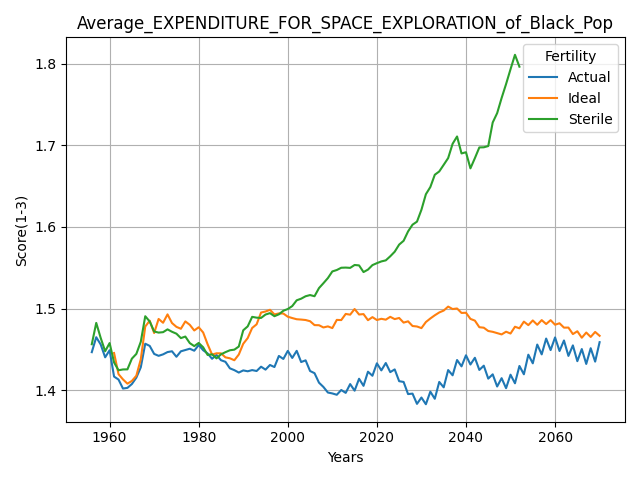 Average_EXPENDITURE_FOR_SPACE_EXPLORATION_of_Black_Pop
Score(1-3)
1.8
1.7
1.6
1.5
1.4
Fertility
Actual
Ideal
Sterile
1960 1980 2000 2020 2040 2060
Years